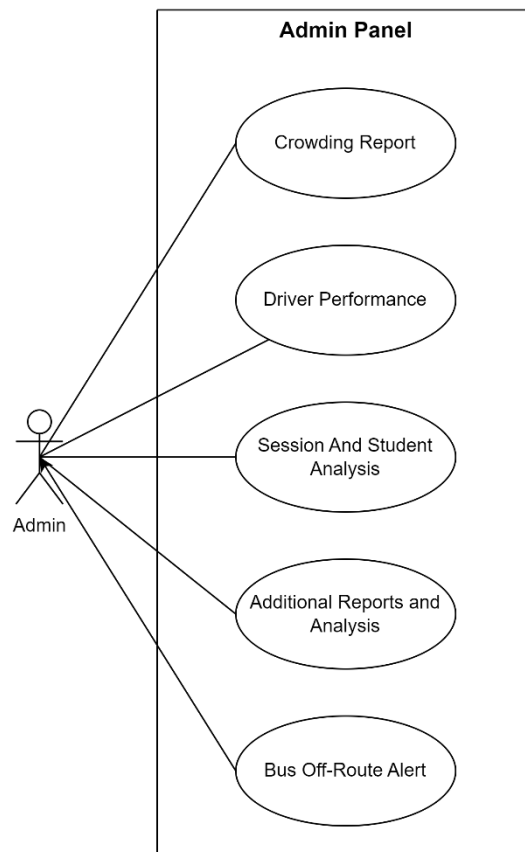 Admin Panel
Crowding Report
Driver Performance
Session And Student
Analysis
Admin
Additional Reports and
Analysis
Bus Off-Route Alert